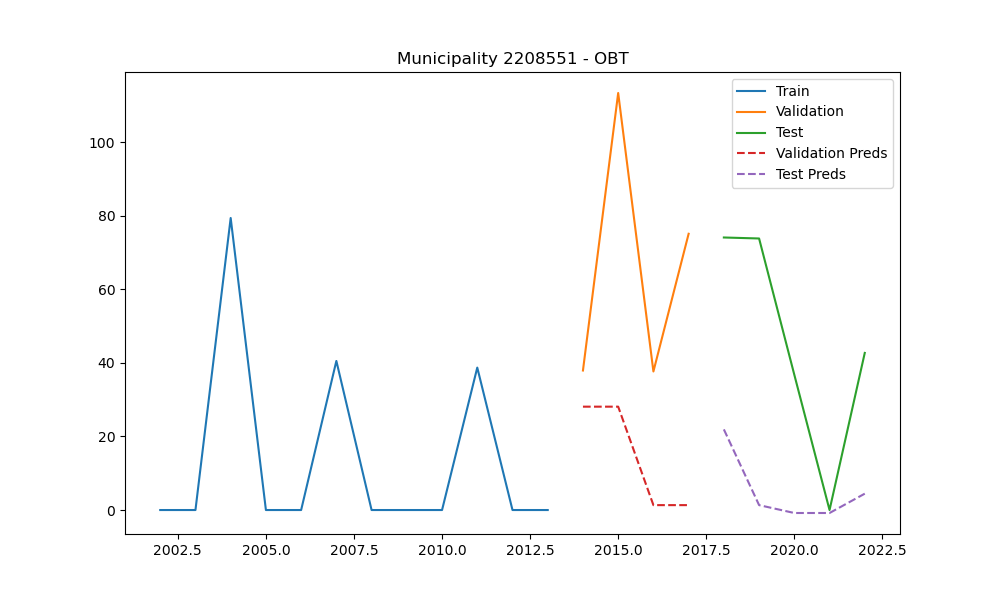 Municipality 2208551 - OBT
Train
Validation
Test
Validation Preds
Test Preds
100
80
60
40
20
0
2002.5 2005.0 2007.5 2010.0 2012.5 2015.0 2017.5 2020.0 2022.5